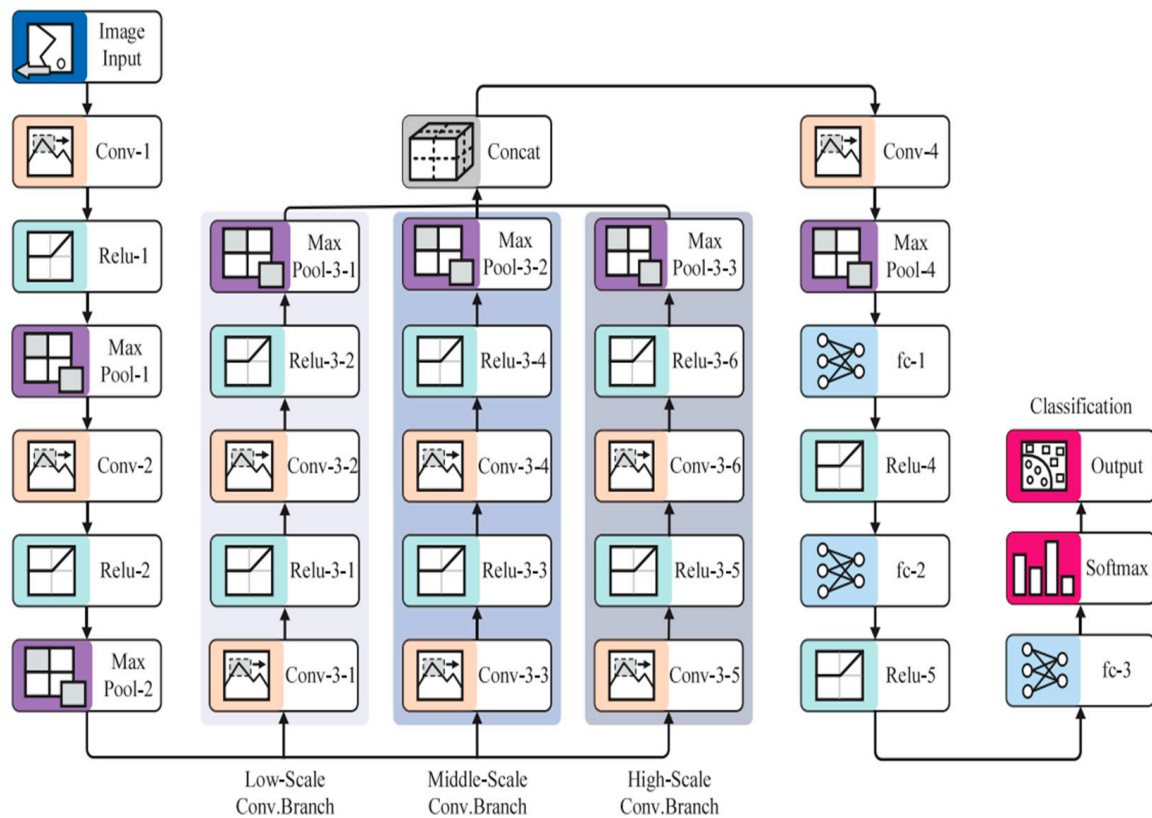 Image
Input
Conv-1
Relu-1
Max
Pool-1
Conv-2
Relu-2
Max
Pool-2
Max
Pool-3-1
Relu-3-2
Conv-3-2
Relu-3-1
Conv-3-1
Low-Scale
Conv.Branch
Concat
Max
Pool-3-2
Relu-3-4
Conv-3-4
Relu-3-3
Conv-3-3
Middle-Scale
Conv.Branch
Max
Pool-3-3
Relu-3-6
Conv-3-6
Relu-3-5
Conv-3-5
High-Scale
Conv.Branch
Conv-4
Max
Pool-4
fc-1
Relu-4
fc-2
Relu-5
Classification
Output
Softmax
fc-3